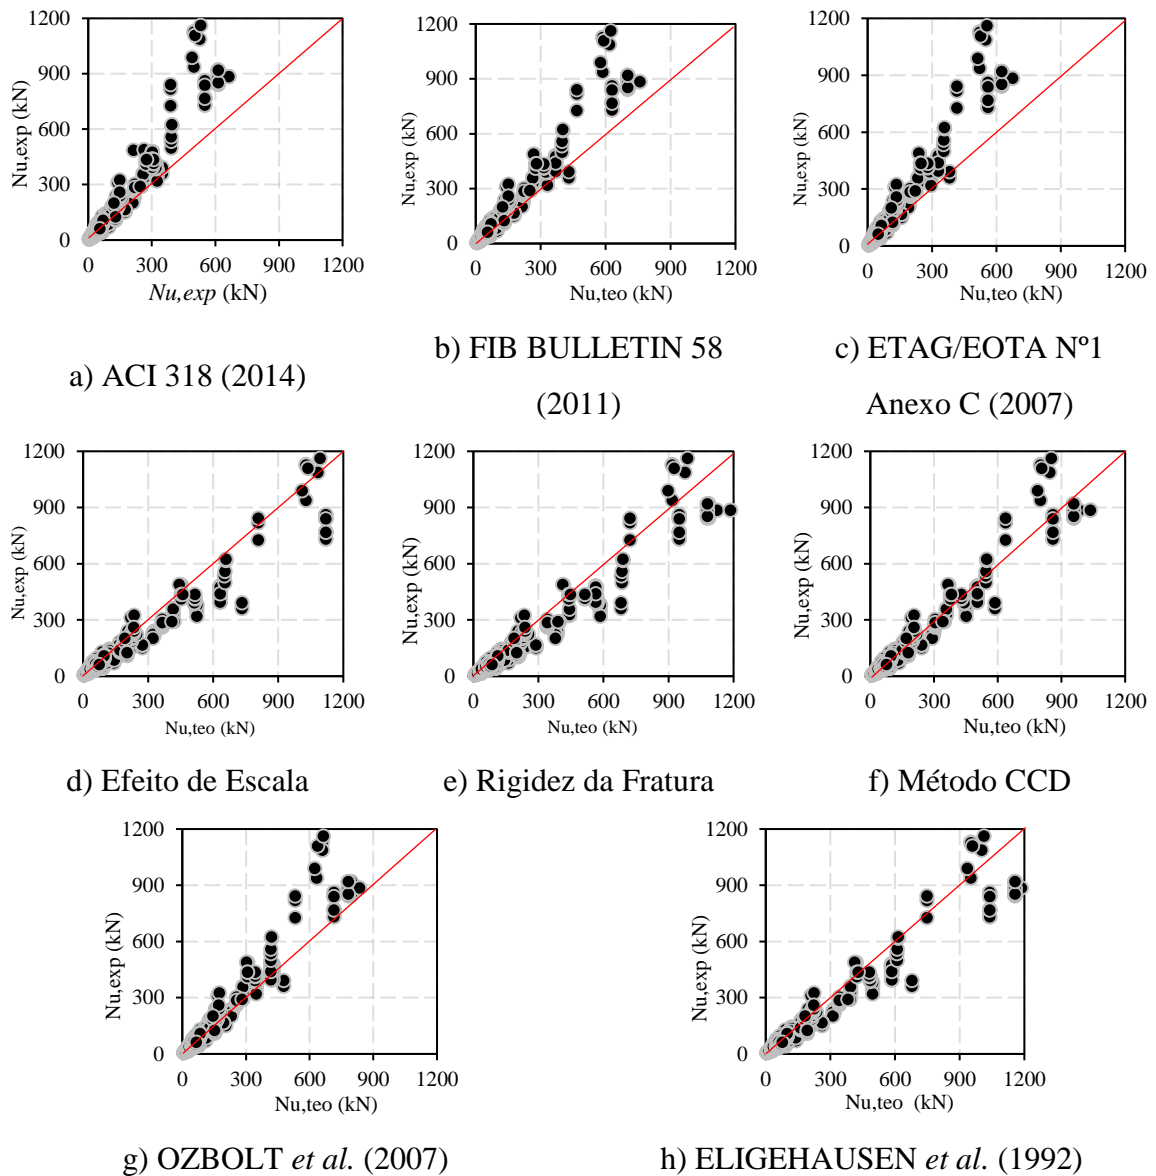 1200
900
600
300
0
Nu,exp (kN)
0 300 600 900 1200
Nu,exp (kN)
a) ACI 318 (2014)
1200
900
600
300
0
Nu,exp (kN)
0 300 600 900 1200
Nu,teo (kN)
b) FIB BULLETIN 58
(2011)
1200
900
600
300
0
Nu,exp (kN)
0 300 600 900 1200
Nu,teo (kN)
c) ETAG/EOTA Nº1
Anexo C (2007)
1200
900
600
300
0
Nu,exp (kN)
0 300 600 900 1200
Nu,teo (kN)
d) Efeito de Escala
1200
900
600
300
0
Nu,exp (kN)
0 300 600 900 1200
Nu,teo (kN)
e) Rigidez da Fratura
1200
900
600
300
0
Nu,exp (kN)
0 300 600 900 1200
Nu,teo (kN)
f) Método CCD
1200
900
600
300
0
Nu,exp (kN)
0 300 600 900 1200
Nu,teo (kN)
g) OZBOLT et al. (2007)
1200
900
600
300
0
Nu,exp (kN)
0 300 600 900 1200
Nu,teo (kN)
h) ELIGEHAUSEN et al. (1992)